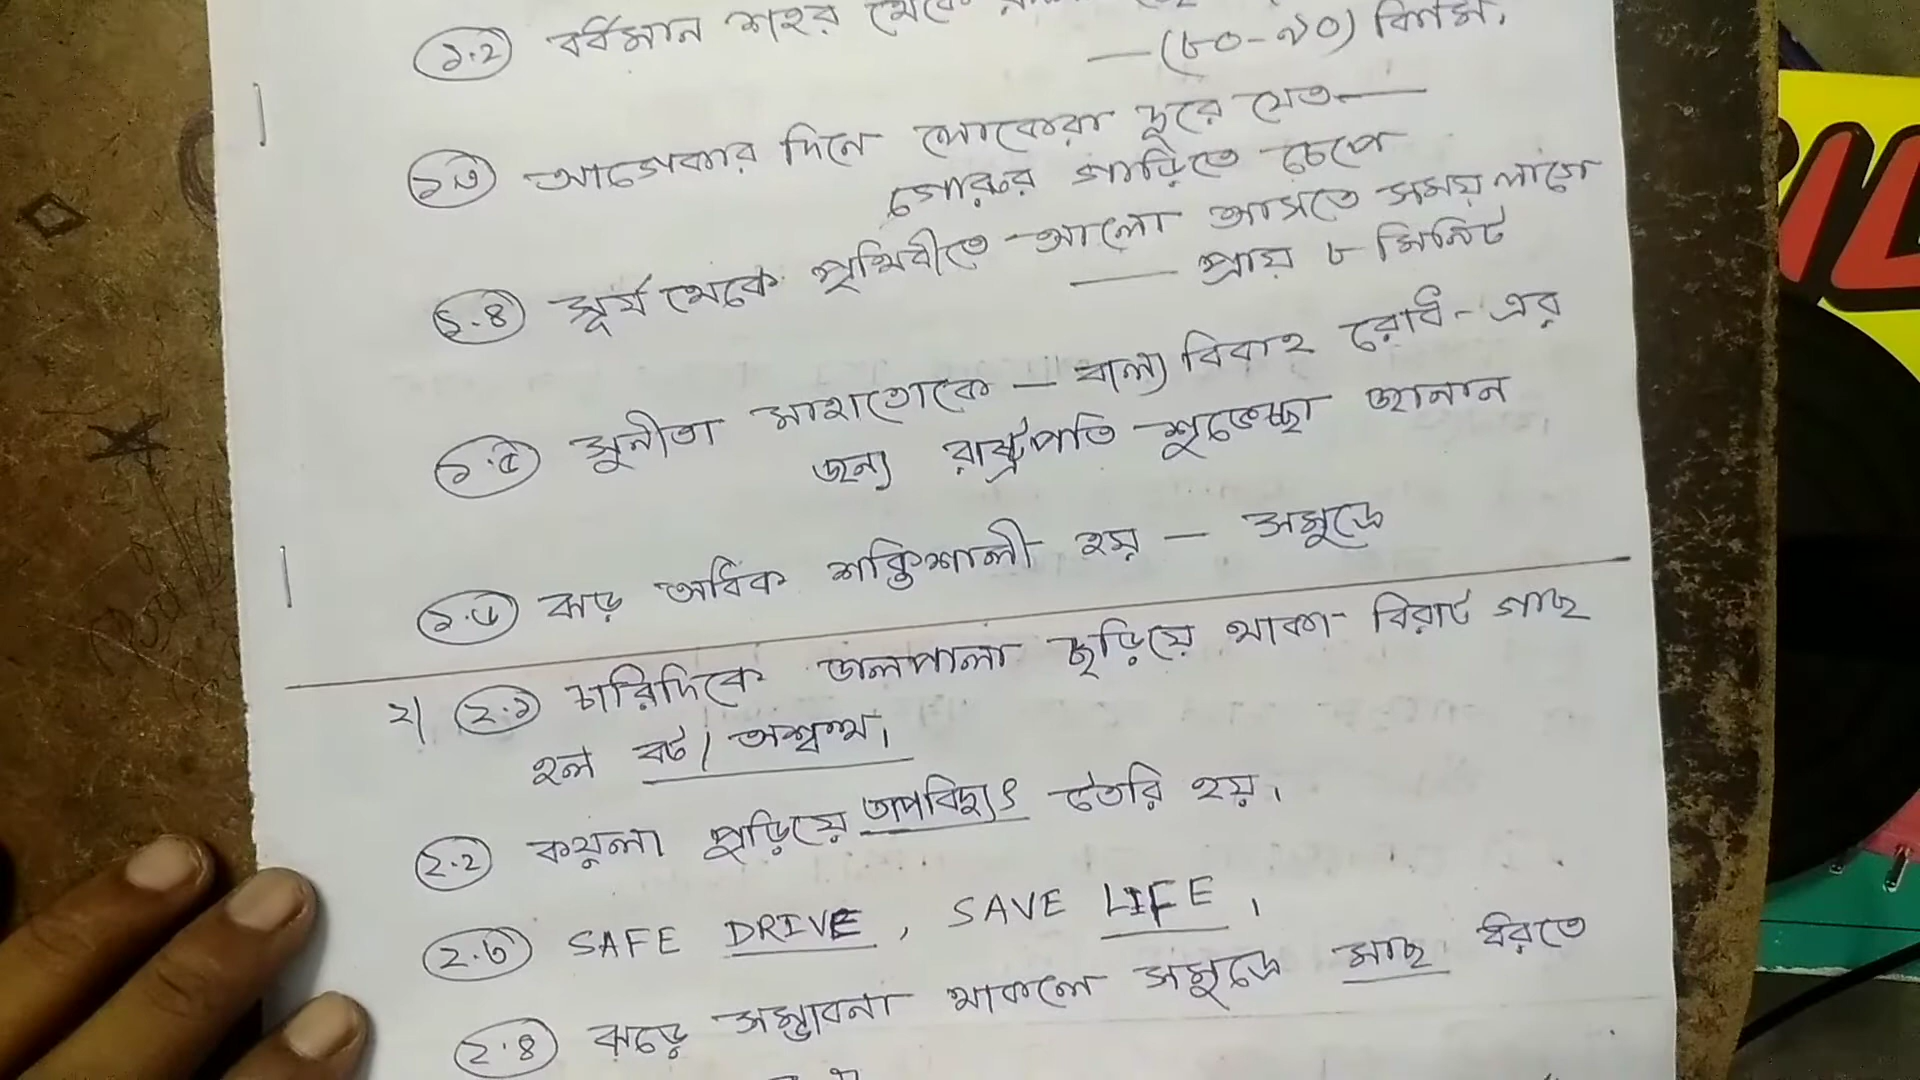 ১.২ বর্ধমান শহর থেকে
—(৮০-৯০) কিমি.
১.৩ আগেকার দিনে লোকেরা দূরে যেত—
গোরুর গাড়িতে চেপে
১.৪ সূর্য থেকে পৃথিবীতে আলো আসতে সময় লাগে
— প্রায় ৮ মিনিট
১.৫ সুনীতা মাহাতোকে — বাল্য বিবাহ রোধ-এর
জন্য রাষ্ট্রপতি শুভেচ্ছা জানান
১.৬ ঝড় অধিক শক্তিশালী হয় — সমুদ্রে
২) ২.১ চারিদিকে ডালপালা ছড়িয়ে থাকা বিরাট গাছ
হল বট/অশ্বত্থ।
২.২ কয়লা পুড়িয়ে তাপবিদ্যুৎ তৈরি হয়।
২.৩ SAFE DRIVE, SAVE LIFE।
২.৪ ঝড়ের সম্ভাবনা থাকলে সমুদ্রে মাছ ধরতে